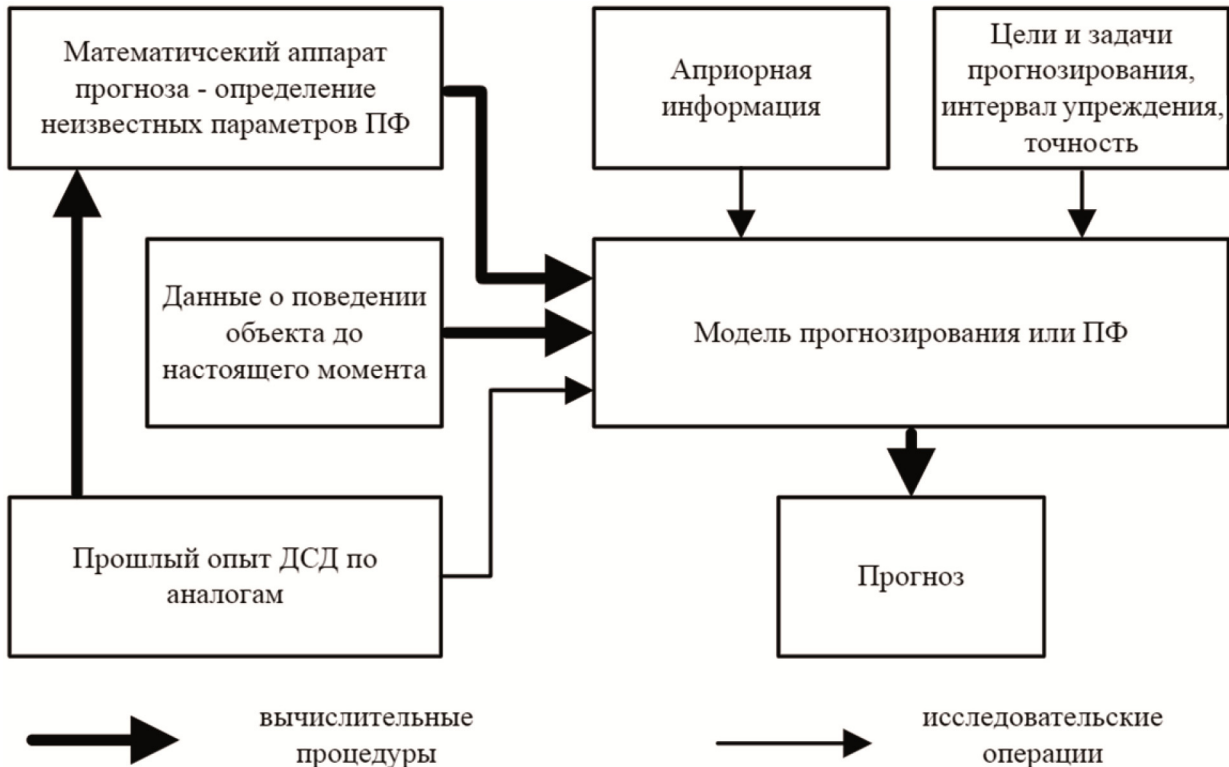 Математичсекий аппарат
прогноза - определение
неизвестных параметров ПФ
Априорная
информация
Цели и задачи
прогнозирования,
интервал упреждения,
точность
Данные о поведении
объекта до
настоящего момента
Модель прогнозирования или ПФ
Прошлый опыт ДСД по
аналогам
Прогноз
вычислительные
процедуры
исследовательские
операции